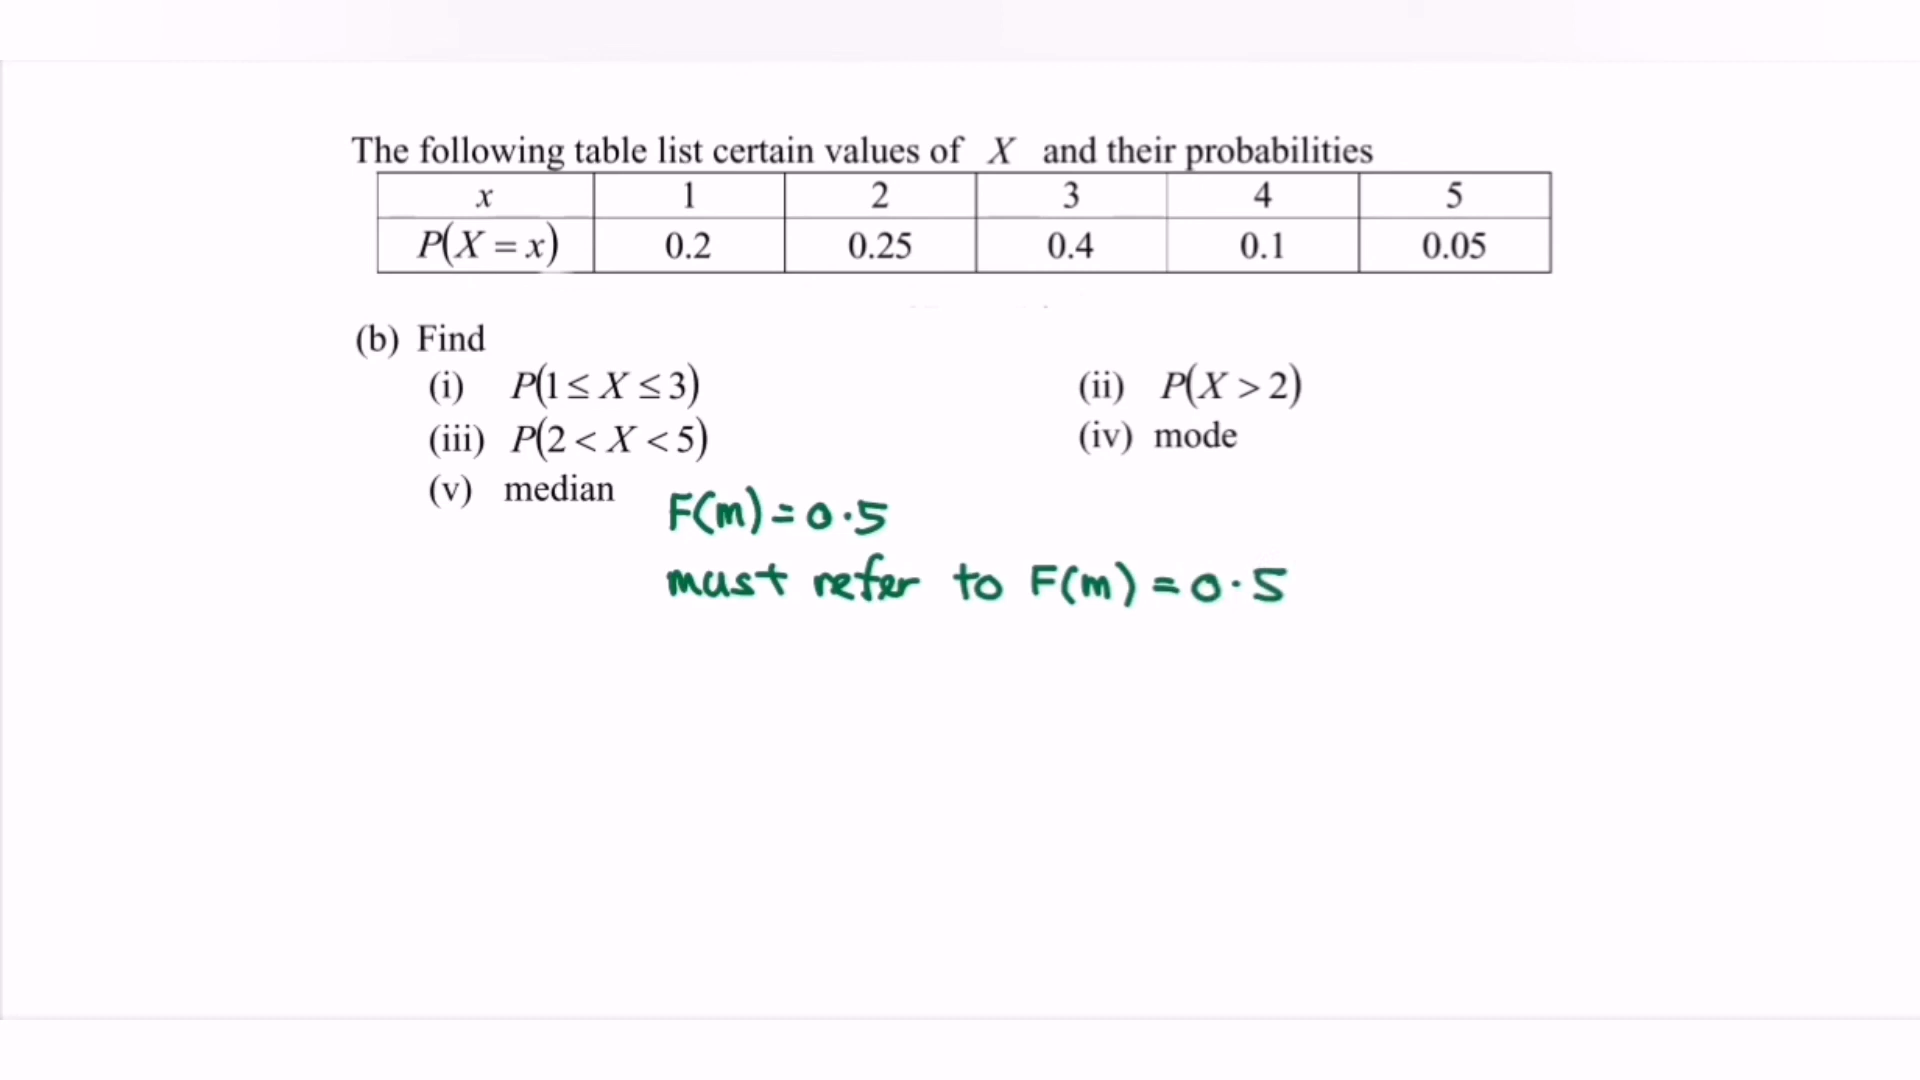 The following table list certain values of X and their probabilities
x 1 2 3 4 5
P(X = x) 0.2 0.25 0.4 0.1 0.05
(b) Find
(i) P(1 ≤ X ≤ 3) (ii) P(X > 2)
(iii) P(2 < X < 5) (iv) mode
(v) median
F(m) = 0.5
must refer to F(m) = 0.5